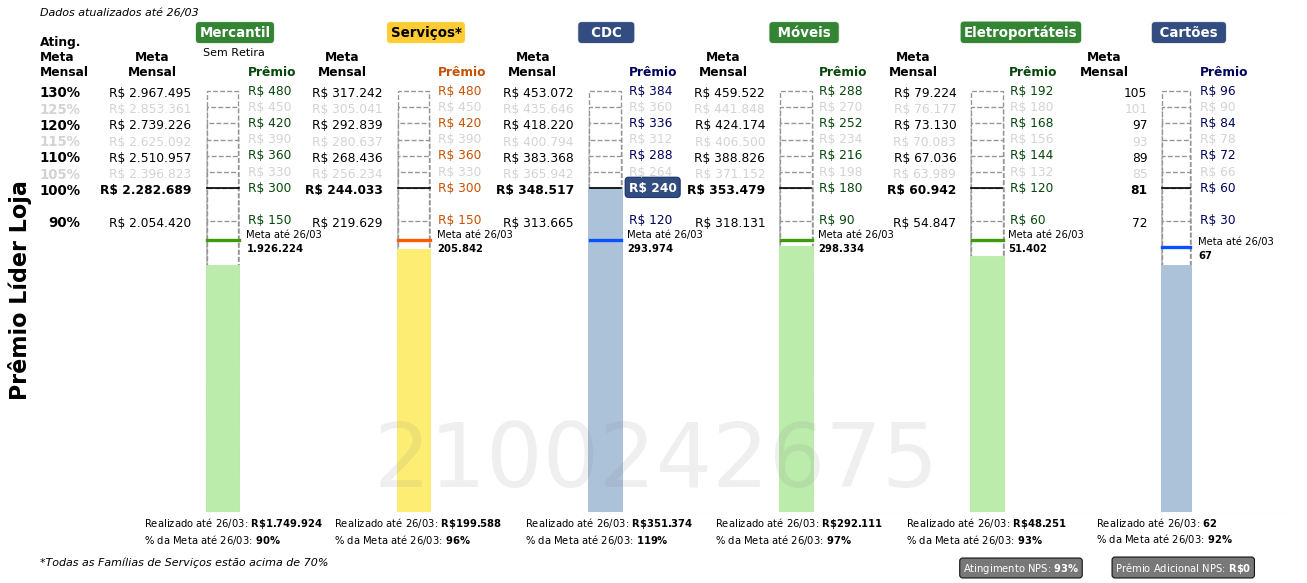 Dados atualizados até 26/03
Mercantil Serviços* CDC Móveis Eletroportáteis Cartões
Sem Retira
Ating. Meta Mensal Meta Mensal Prêmio Meta Mensal Prêmio Meta Mensal Prêmio Meta Mensal Prêmio Meta Mensal Prêmio Meta Mensal Prêmio
130% R$ 2.967.495 R$ 480 R$ 317.242 R$ 480 R$ 453.072 R$ 384 R$ 459.522 R$ 288 R$ 79.224 R$ 192 105 R$ 96
125% R$ 2.853.361 R$ 450 R$ 305.041 R$ 450 R$ 435.646 R$ 360 R$ 441.848 R$ 270 R$ 76.177 R$ 180 101 R$ 90
120% R$ 2.739.226 R$ 420 R$ 292.839 R$ 420 R$ 418.220 R$ 336 R$ 424.174 R$ 252 R$ 73.130 R$ 168 97 R$ 84
115% R$ 2.625.092 R$ 390 R$ 280.637 R$ 390 R$ 400.794 R$ 312 R$ 406.500 R$ 234 R$ 70.083 R$ 156 93 R$ 78
110% R$ 2.510.957 R$ 360 R$ 268.436 R$ 360 R$ 383.368 R$ 288 R$ 388.826 R$ 216 R$ 67.036 R$ 144 89 R$ 72
105% R$ 2.396.823 R$ 330 R$ 256.234 R$ 330 R$ 365.942 R$ 264 R$ 371.152 R$ 198 R$ 63.989 R$ 132 85 R$ 66
100% R$ 2.282.689 R$ 300 R$ 244.033 R$ 300 R$ 348.517 R$ 240 R$ 353.479 R$ 180 R$ 60.942 R$ 120 81 R$ 60
90% R$ 2.054.420 R$ 150 R$ 219.629 R$ 150 R$ 313.665 R$ 120 R$ 318.131 R$ 90 R$ 54.847 R$ 60 72 R$ 30
Meta até 26/03 Meta até 26/03 Meta até 26/03 Meta até 26/03 Meta até 26/03 Meta até 26/03
1.926.224 205.842 293.974 298.334 51.402 67
Prêmio Líder Loja
2100242675
Realizado até 26/03: R$1.749.924 Realizado até 26/03: R$199.588 Realizado até 26/03: R$351.374 Realizado até 26/03: R$292.111 Realizado até 26/03: R$48.251 Realizado até 26/03: 62
% da Meta até 26/03: 90% % da Meta até 26/03: 96% % da Meta até 26/03: 119% % da Meta até 26/03: 97% % da Meta até 26/03: 93% % da Meta até 26/03: 92%
*Todas as Famílias de Serviços estão acima de 70%
Atingimento NPS: 93% Prêmio Adicional NPS: R$0